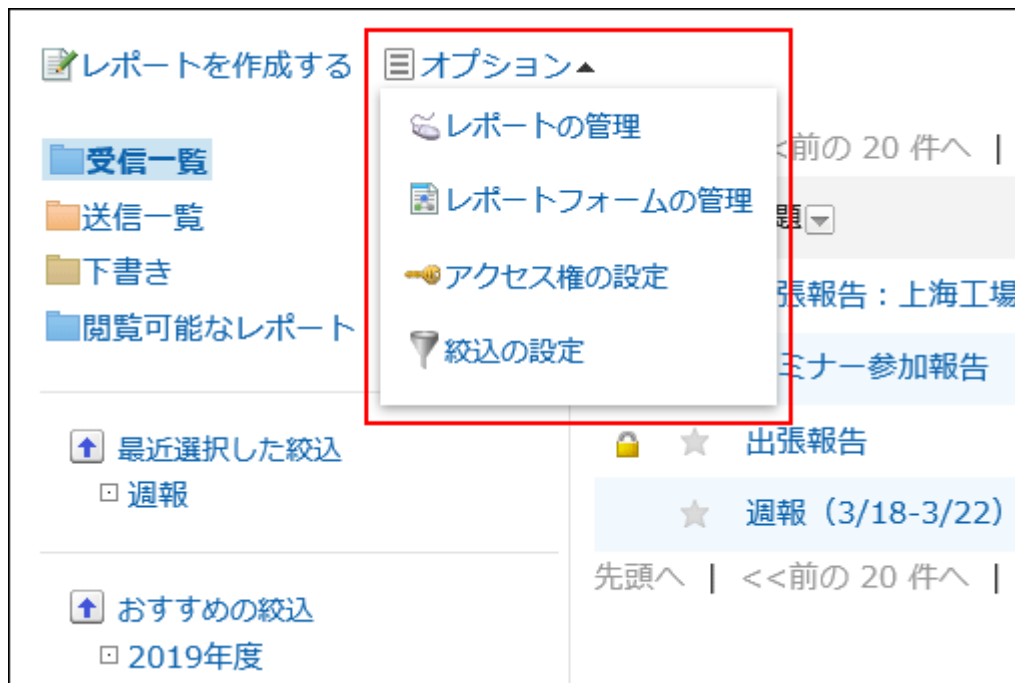 レポートを作成する オプション▲
レポートの管理
レポートフォームの管理
アクセス権の設定
絞込の設定
受信一覧
送信一覧
下書き
閲覧可能なレポート
最近選択した絞込
週報
おすすめの絞込
2019年度
<<前の 20 件へ |
題
張報告：上海工場
ミナー参加報告
出張報告
週報（3/18-3/22）
先頭へ | <<前の 20 件へ |